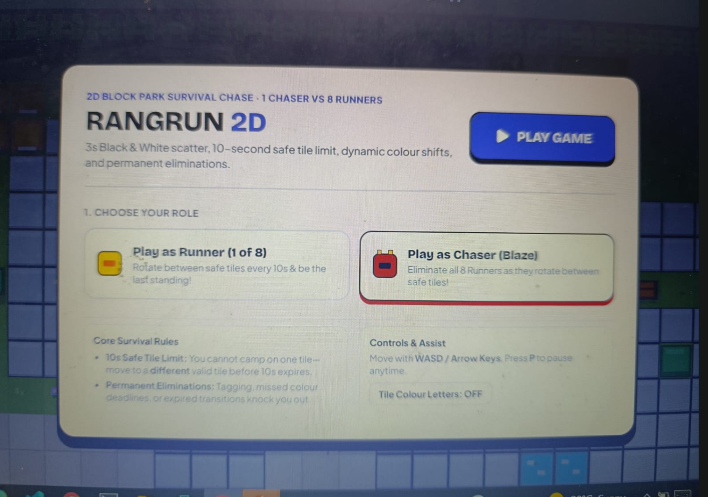 2D BLOCK PARK SURVIVAL CHASE · 1 CHASER VS 8 RUNNERS
RANGRUN 2D
3s Black & White scatter, 10-second safe tile limit, dynamic colour shifts,
and permanent eliminations.
PLAY GAME
1. CHOOSE YOUR ROLE
Play as Runner (1 of 8)
Rotate between safe tiles every 10s & be the
last standing!
Play as Chaser (Blaze)
Eliminate all 8 Runners as they rotate between
safe tiles!
Core Survival Rules
• 10s Safe Tile Limit: You cannot camp on one tile—
move to a different valid tile before 10s expires.
• Permanent Eliminations: Tagging, missed colour
deadlines, or expired transitions knock you out
Controls & Assist
Move with WASD / Arrow Keys. Press P to pause
anytime.
Tile Colour Letters: OFF